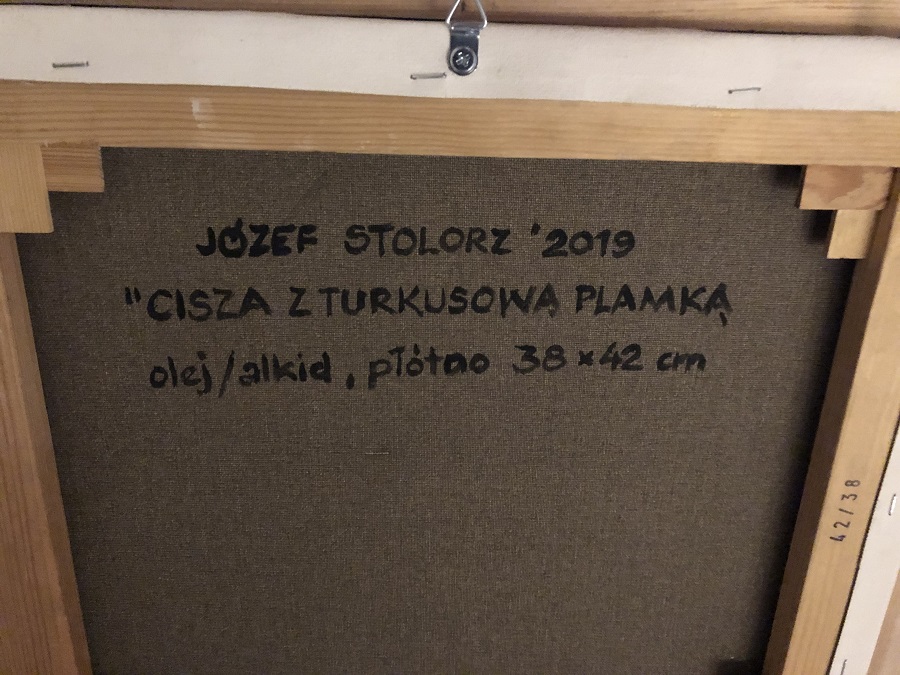 JÓZEF STOLORZ '2019
"CISZA Z TURKUSOWĄ PLAMKĄ
olej/alkid, płótno 38 x 42 cm
42/38